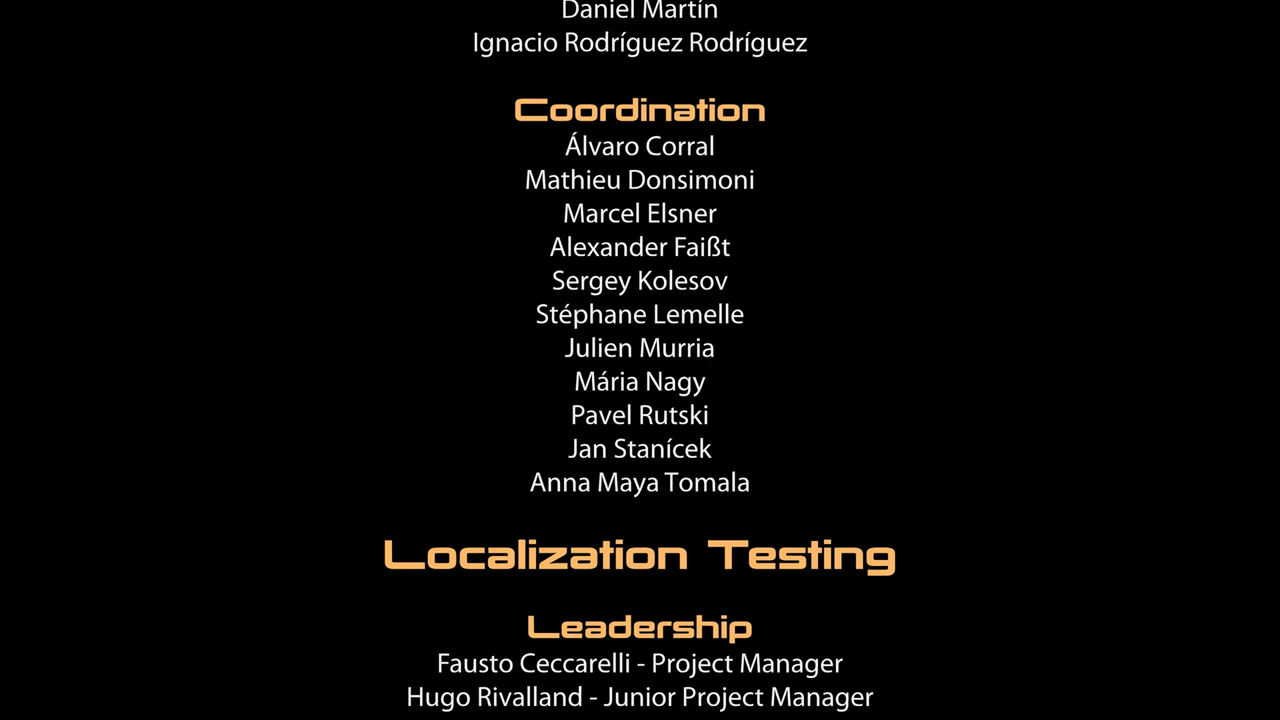 Daniel Martín
Ignacio Rodríguez Rodríguez
Coordination
Álvaro Corral
Mathieu Donsimoni
Marcel Elsner
Alexander Faißt
Sergey Kolesov
Stéphane Lemelle
Julien Murria
Mária Nagy
Pavel Rutski
Jan Stanícek
Anna Maya Tomala
Localization Testing
Leadership
Fausto Ceccarelli - Project Manager
Hugo Rivalland - Junior Project Manager